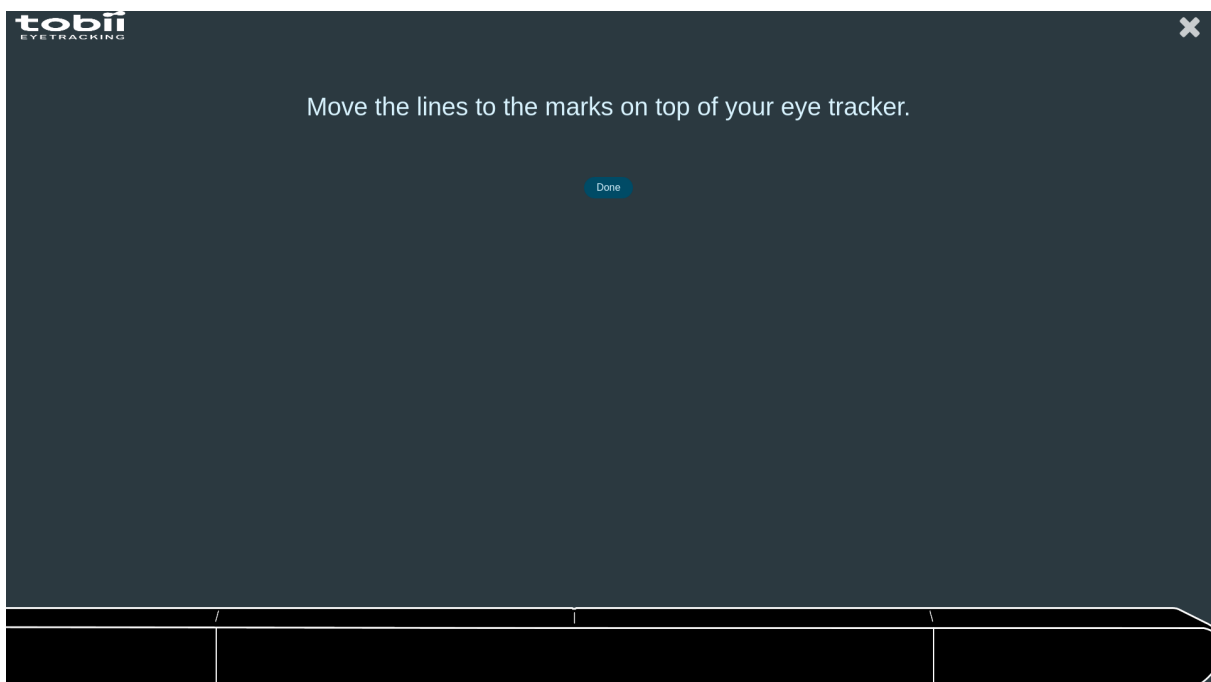 tobii
EYETRACKING
Move the lines to the marks on top of your eye tracker.
Done